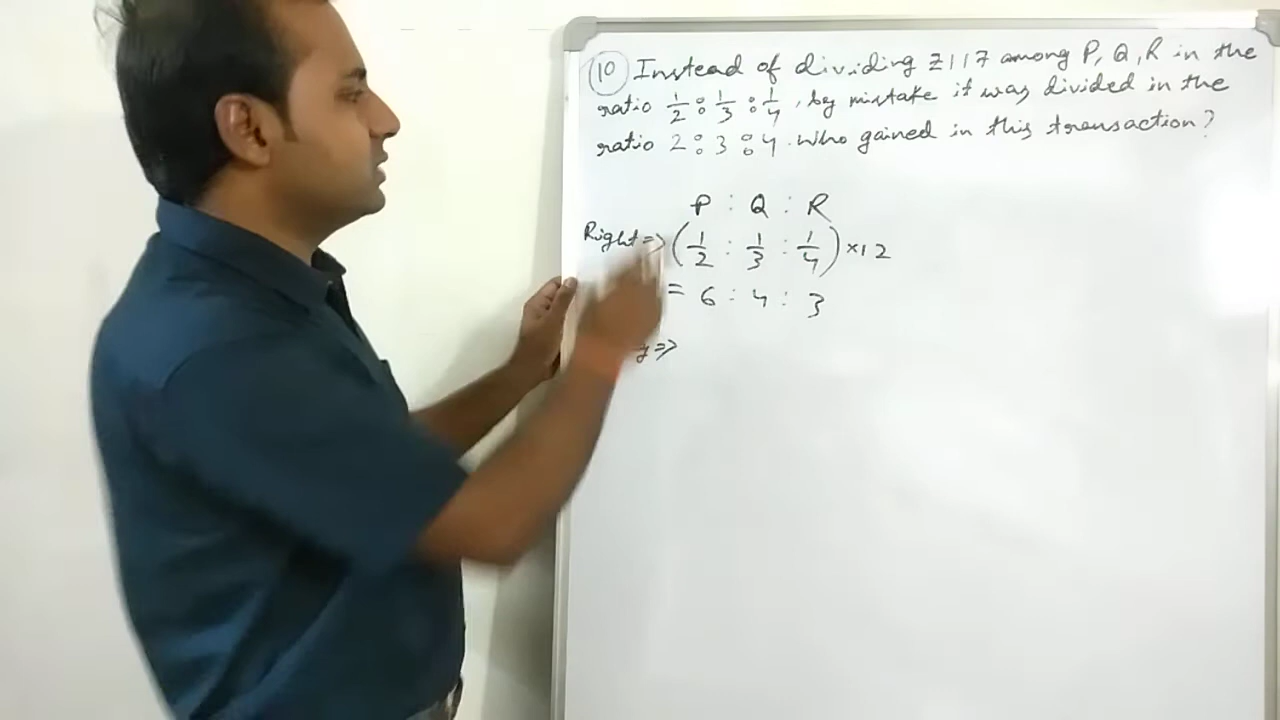 10 Instead of dividing ₹117 among P, Q, R in the
ratio 1/2 : 1/3 : 1/4, by mistake it was divided in the
ratio 2 : 3 : 4. Who gained in this transaction?
P : Q : R
Right => (1/2 : 1/3 : 1/4) ×12
= 6 : 4 : 3
=>